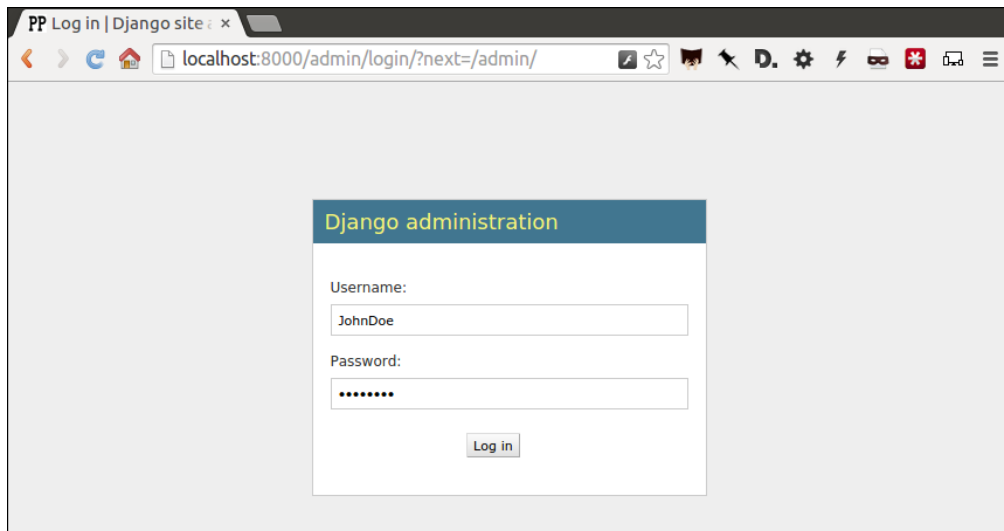 PP Log in | Django site a
localhost:8000/admin/login/?next=/admin/
D.
Django administration
Username:
JohnDoe
Password:
••••••••
Log in